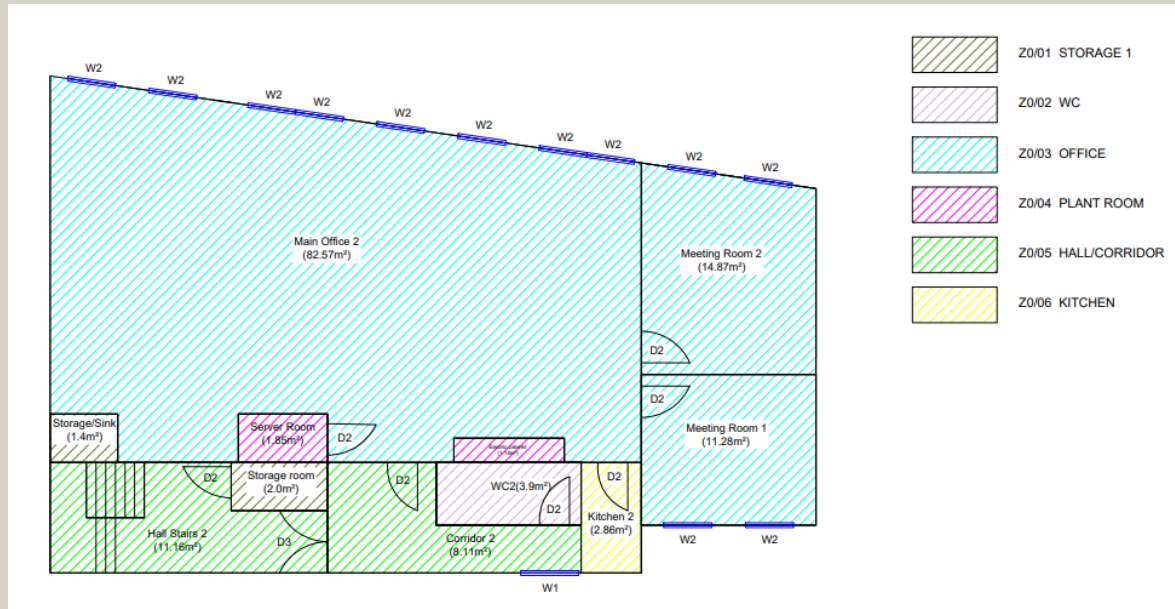 W2
W2
W2
W2
W2
W2
W2
W2
W2
W2
Main Office 2
(82.57m²)
Meeting Room 2
(14.87m²)
D2
D2
Storage/Sink
(1.4m²)
Server Room
(1.85m²)
D2
Meeting Room 1
(11.28m²)
D2
Storage room
(2.0m²)
D2
WC2(3.9m²)
D2
D2
Kitchen 2
(2.86m²)
Hall Stairs 2
(11.16m²)
D3
Corridor 2
(8.11m²)
W2
W2
W1
Z0/01 STORAGE 1
Z0/02 WC
Z0/03 OFFICE
Z0/04 PLANT ROOM
Z0/05 HALL/CORRIDOR
Z0/06 KITCHEN